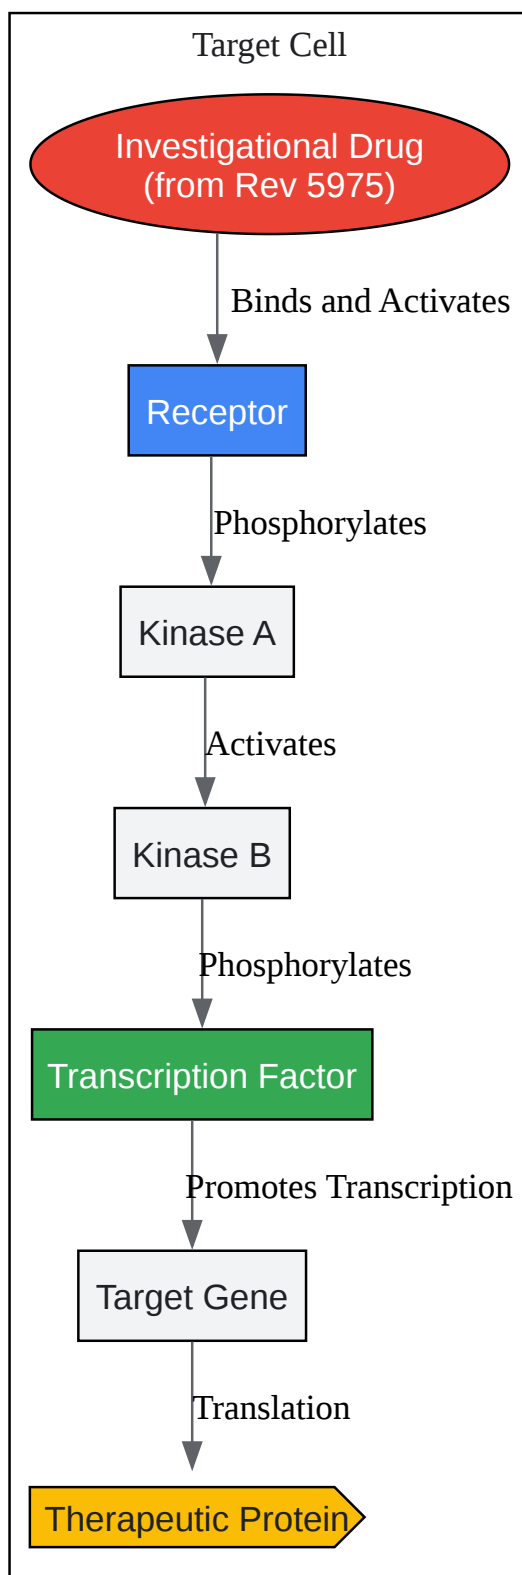 Target Cell
Investigational Drug
(from Rev 5975)
Binds and Activates
Receptor
Phosphorylates
Kinase A
Activates
Kinase B
Phosphorylates
Transcription Factor
Promotes Transcription
Target Gene
Translation
Therapeutic Protein